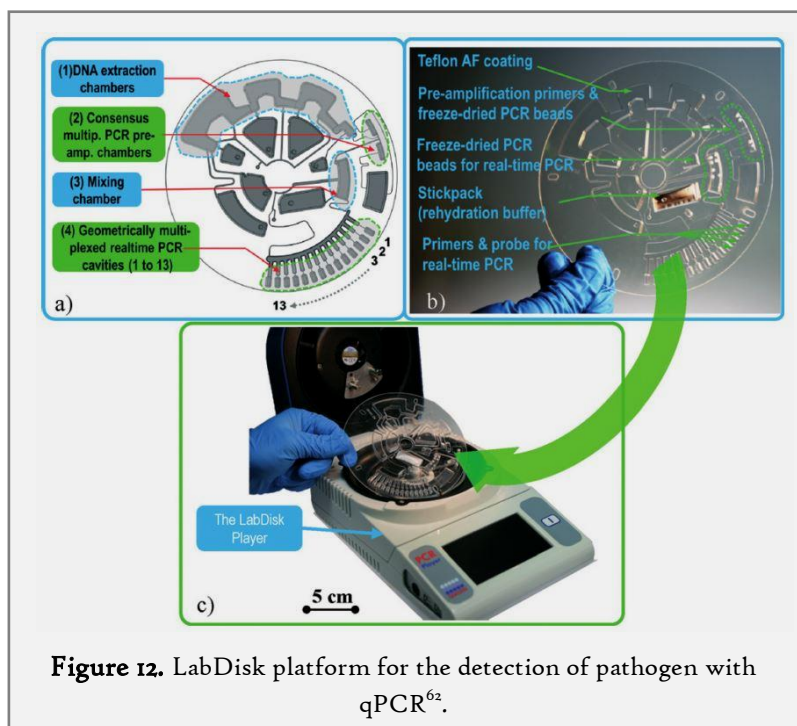 (1)DNA extraction
chambers
(2) Consensus
multip. PCR pre-
amp. chambers
(3) Mixing
chamber
(4) Geometrically multi-
plexed realtime PCR
cavities (1 to 13)
1
2
3
13
a)
Teflon AF coating
Pre-amplification primers &
freeze-dried PCR beads
Freeze-dried PCR
beads for real-time PCR
Stickpack
(rehydration buffer)
Primers & probe for
real-time PCR
b)
The LabDisk
Player
PCR
Player
5 cm
c)
Figure 12. LabDisk platform for the detection of pathogen with
qPCR⁶².